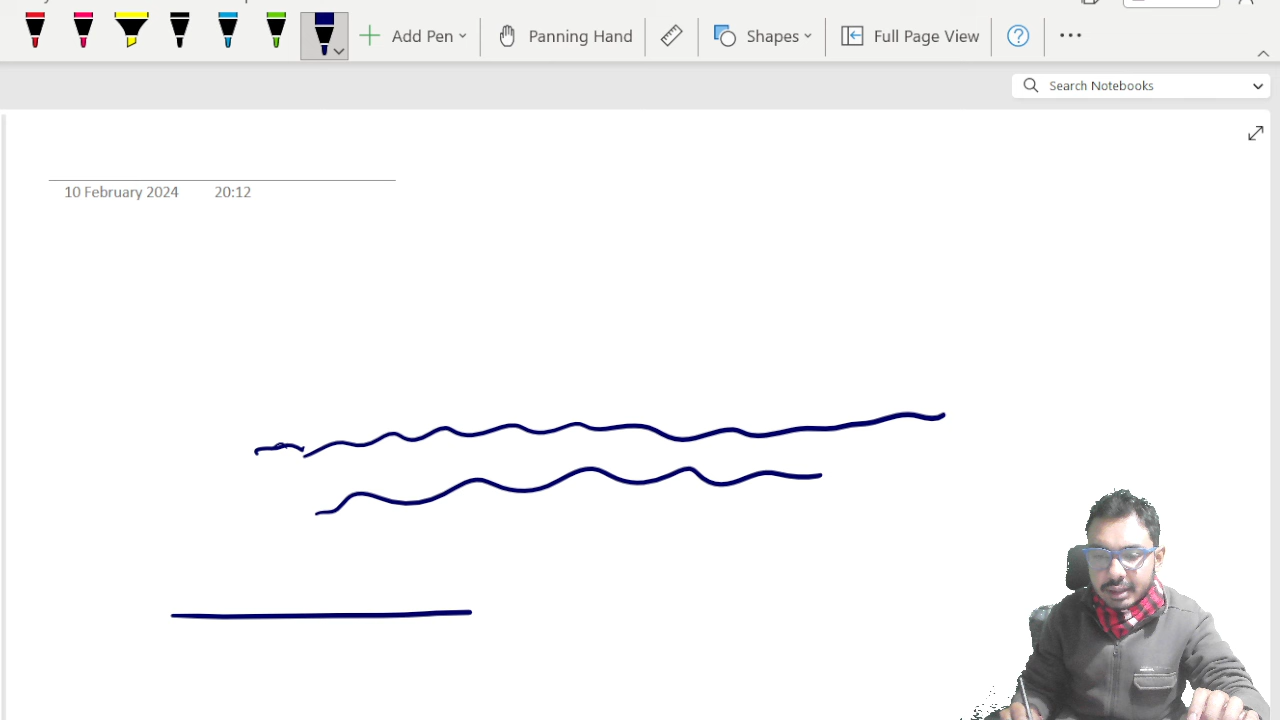 Add Pen
Panning Hand
Shapes
Full Page View
Search Notebooks
10 February 2024 20:12